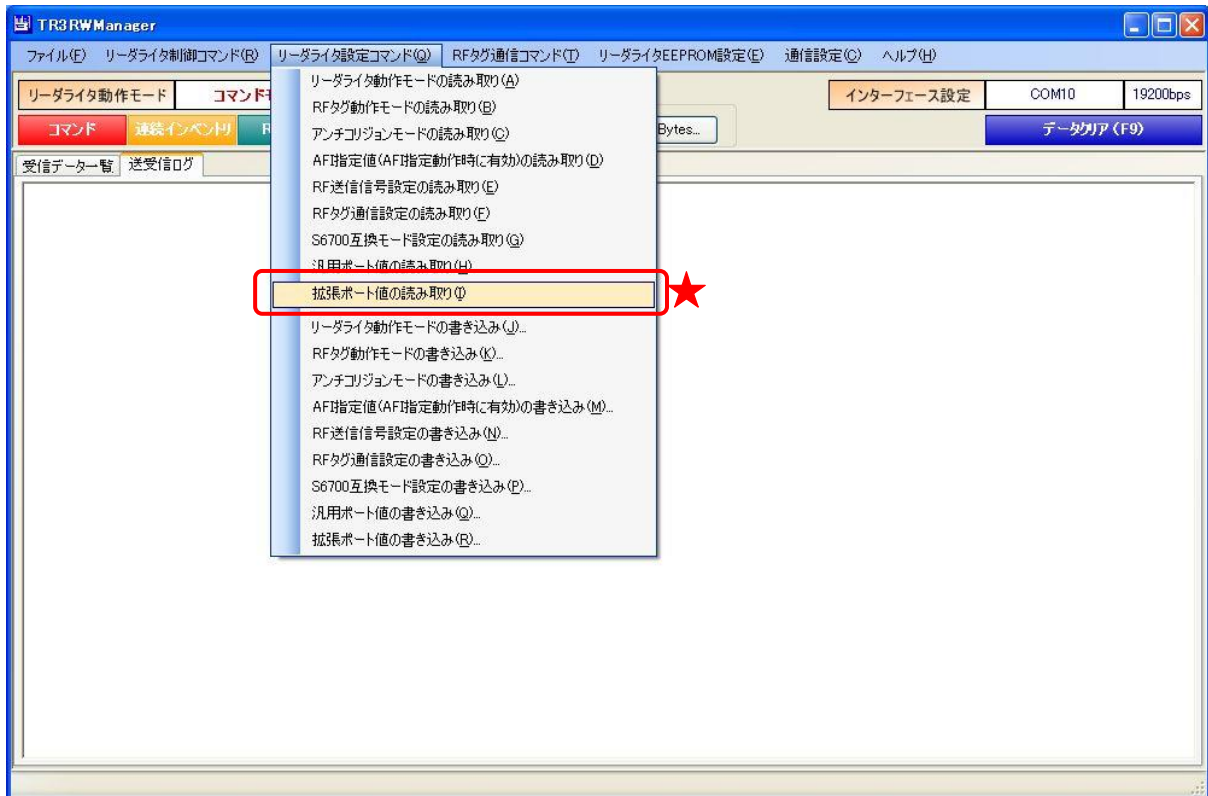 TR3RWManager
ファイル(F) リーダライタ制御コマンド(R) リーダライタ設定コマンド(Q) RFタグ通信コマンド(T) リーダライタEEPROM設定(E) 通信設定(C) ヘルプ(H)
リーダライタ動作モード
インターフェース設定 COM10 19200bps
コマンド 連続インベントリ
Bytes... データクリア(F9)
受信データ一覧 送受信ログ
リーダライタ動作モードの読み取り(A)
RFタグ動作モードの読み取り(B)
アンチコリジョンモードの読み取り(C)
AFI指定値(AFI指定動作時に有効)の読み取り(D)
RF送信信号設定の読み取り(E)
RFタグ通信設定の読み取り(F)
S6700互換モード設定の読み取り(G)
汎用ポート値の読み取り(H)
拡張ポート値の読み取り(I)
リーダライタ動作モードの書き込み(J)...
RFタグ動作モードの書き込み(K)...
アンチコリジョンモードの書き込み(L)...
AFI指定値(AFI指定動作時に有効)の書き込み(M)...
RF送信信号設定の書き込み(N)...
RFタグ通信設定の書き込み(O)...
S6700互換モード設定の書き込み(P)...
汎用ポート値の書き込み(Q)...
拡張ポート値の書き込み(R)...